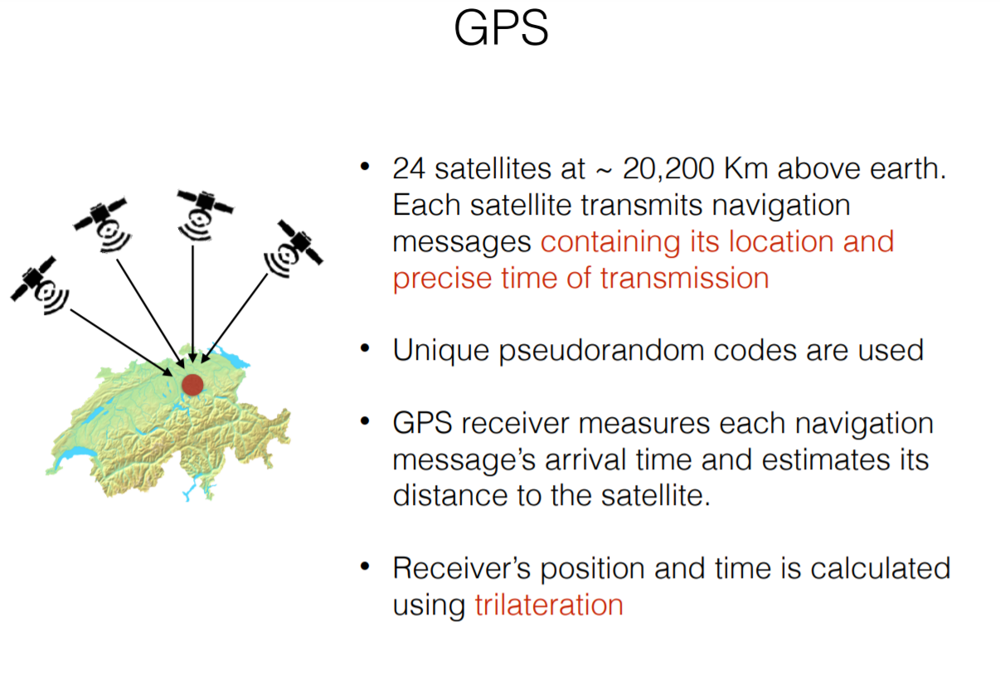 GPS
• 24 satellites at ~ 20,200 Km above earth.
Each satellite transmits navigation
messages containing its location and
precise time of transmission
• Unique pseudorandom codes are used
• GPS receiver measures each navigation
message’s arrival time and estimates its
distance to the satellite.
• Receiver’s position and time is calculated
using trilateration